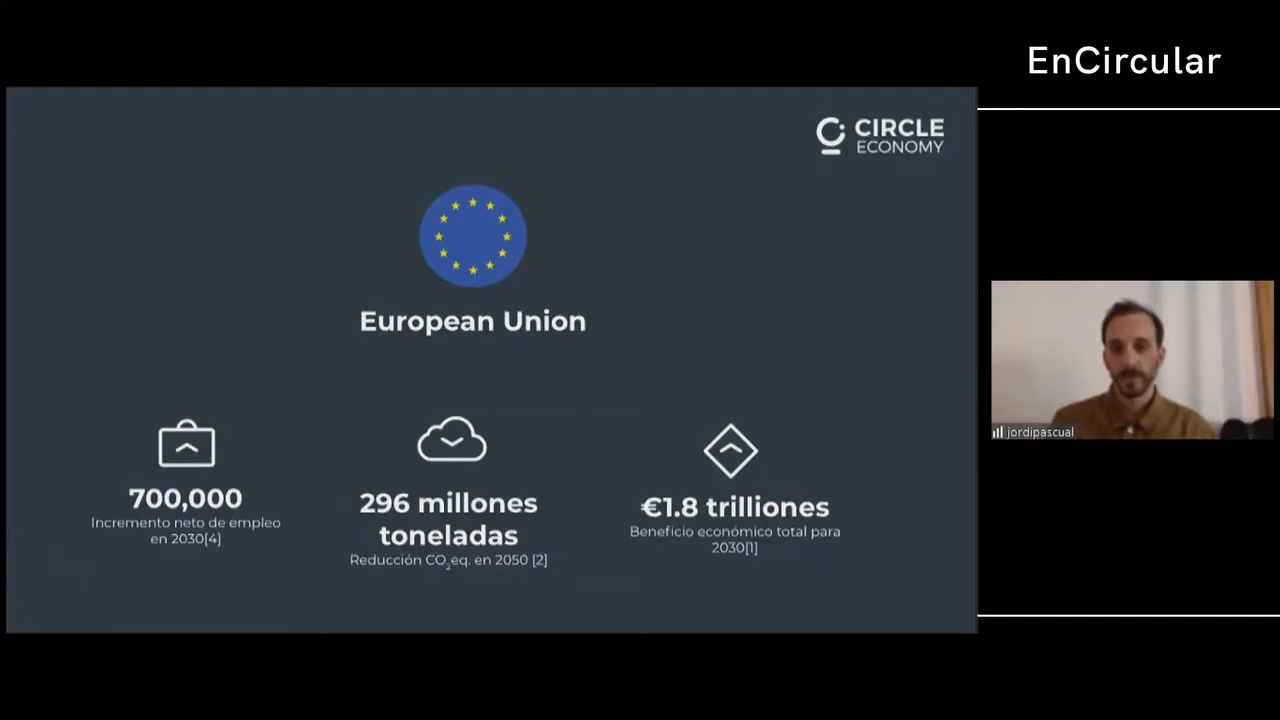 EnCircular
CIRCLE
ECONOMY
European Union
700,000
Incremento neto de empleo
en 2030[4]
296 millones
toneladas
Reducción CO₂eq. en 2050 [2]
€1.8 trilliones
Beneficio económico total para
2030[1]
jordipascual